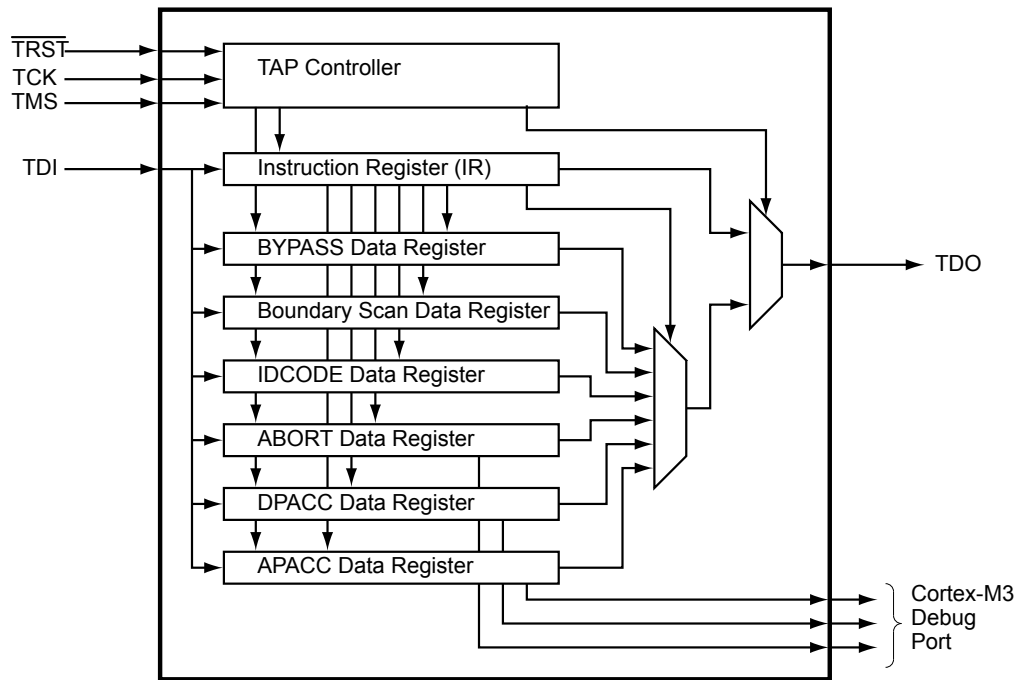 TRST
TCK
TMS
TDI
TAP Controller
Instruction Register (IR)
BYPASS Data Register
Boundary Scan Data Register
IDCODE Data Register
ABORT Data Register
DPACC Data Register
APACC Data Register
TDO
Cortex-M3
Debug
Port